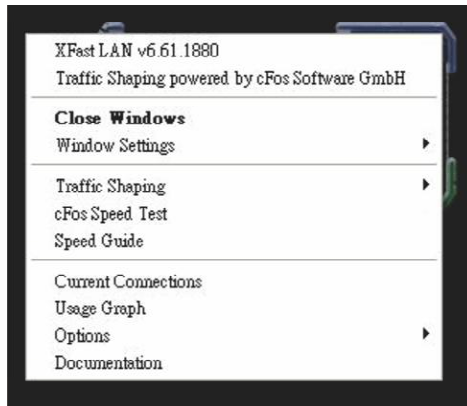 XFast LAN v6.61.1880
Traffic Shaping powered by cFos Software GmbH
Close Windows
Window Settings
Traffic Shaping
cFos Speed Test
Speed Guide
Current Connections
Usage Graph
Options
Documentation